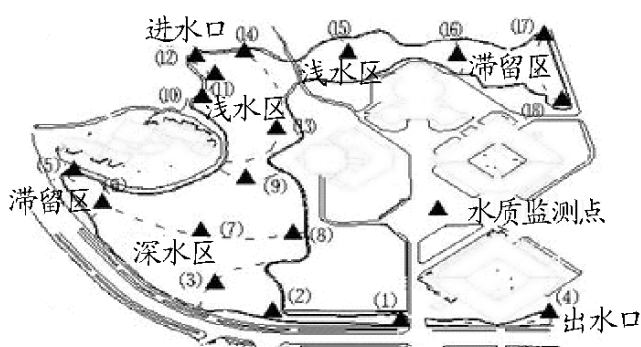 进水口
(14)
(15)
(16)
(17)
(12)
浅水区
滞留区
(11)
(10)
浅水区
(18)
(13)
(5)
(6)
(9)
滞留区
水质监测点
(7)
(8)
深水区
(3)
(2)
(1)
(4)
出水口